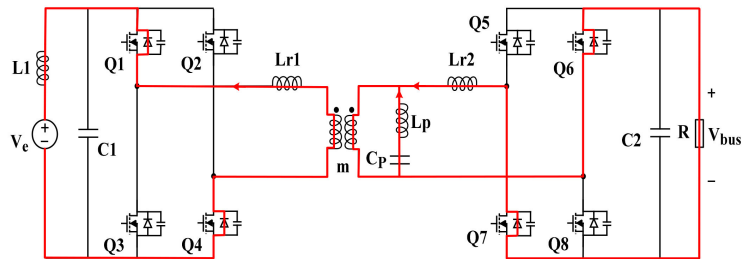 Q5
Q1
Q2
Lr1
Lr2
Q6
L1
+
Lp
+
Ve
−
C1
C2
R
Vbus
CP
m
−
Q3
Q4
Q7
Q8